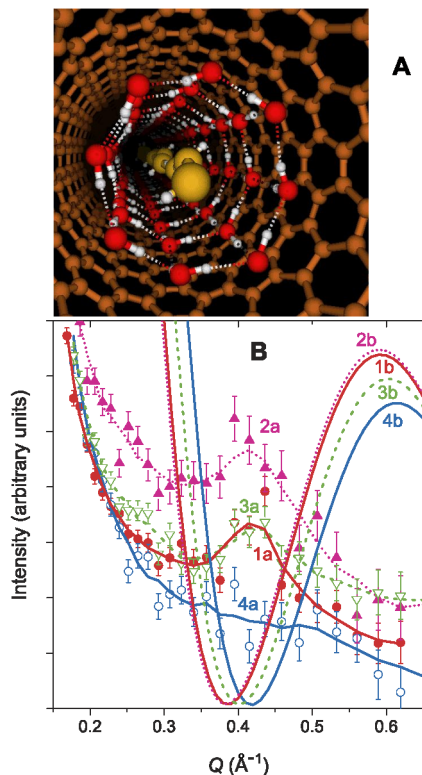 A
B
2b
1b
3b
4b
2a
3a
1a
4a
Intensity (arbitrary units)
0.2 0.3 0.4 0.5 0.6
Q (Å⁻¹)